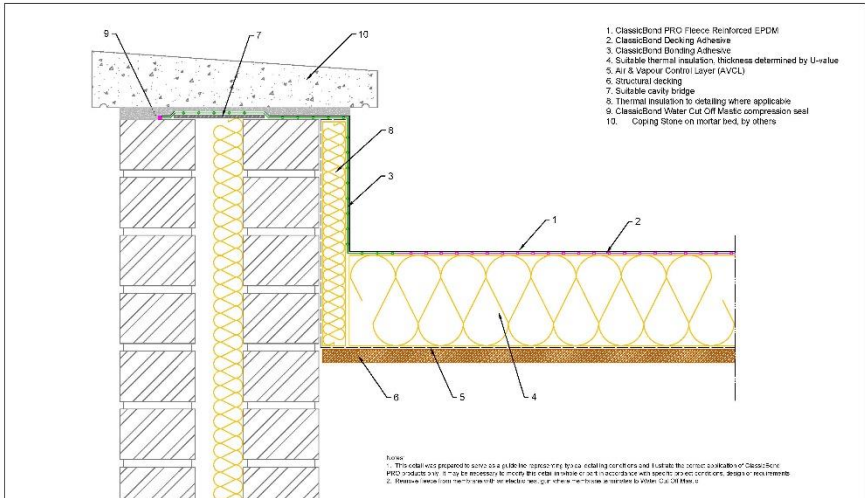 9
7
10
1. ClassicBond PRO Fleece Reinforced EPDM
2. ClassicBond Decking Adhesive
3. ClassicBond Bonding Adhesive
4. Suitable thermal insulation, thickness determined by U-value
5. Air & Vapour Control Layer (AVCL)
6. Structural decking
7. Suitable cavity bridge
8. Thermal insulation to detailing where applicable
9. ClassicBond Water Cut Off Mastic compression seal
10. Coping Stone on mortar bed, by others
8
3
1
2
6
5
4
Notes:
1. This detail was prepared to serve as a guideline representing typical detailing conditions and illustrate the correct application of ClassicBond
PRO products only. It may be necessary to modify this detail in whole or part in accordance with specific project conditions, design or requirements
2. Remove fleece from membrane with an electric heat gun where membrane terminates to Water Cut Off Mastic